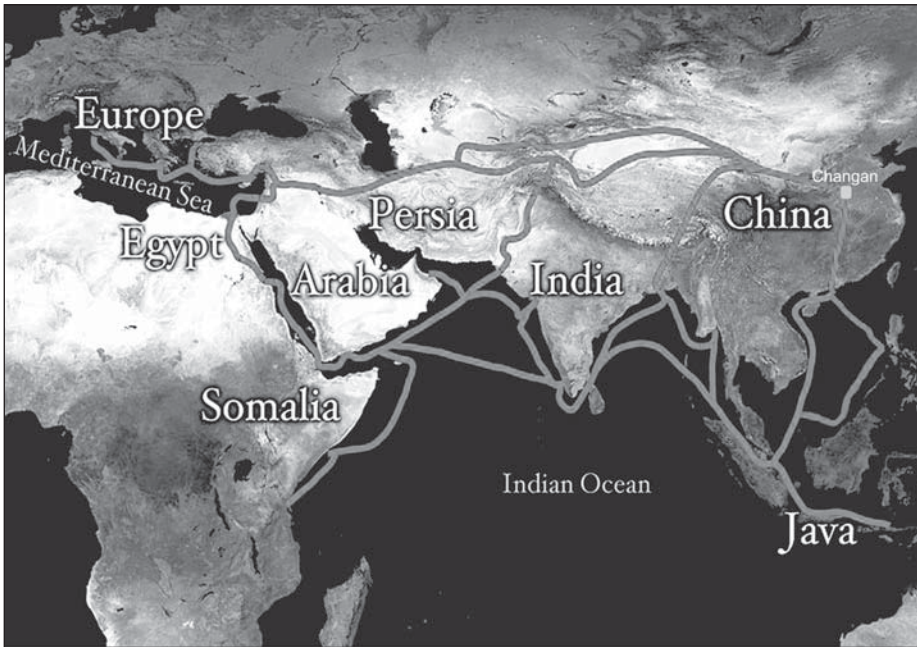 Europe
Mediterranean Sea
Changan
Persia
China
Egypt
Arabia
India
Somalia
Indian Ocean
Java